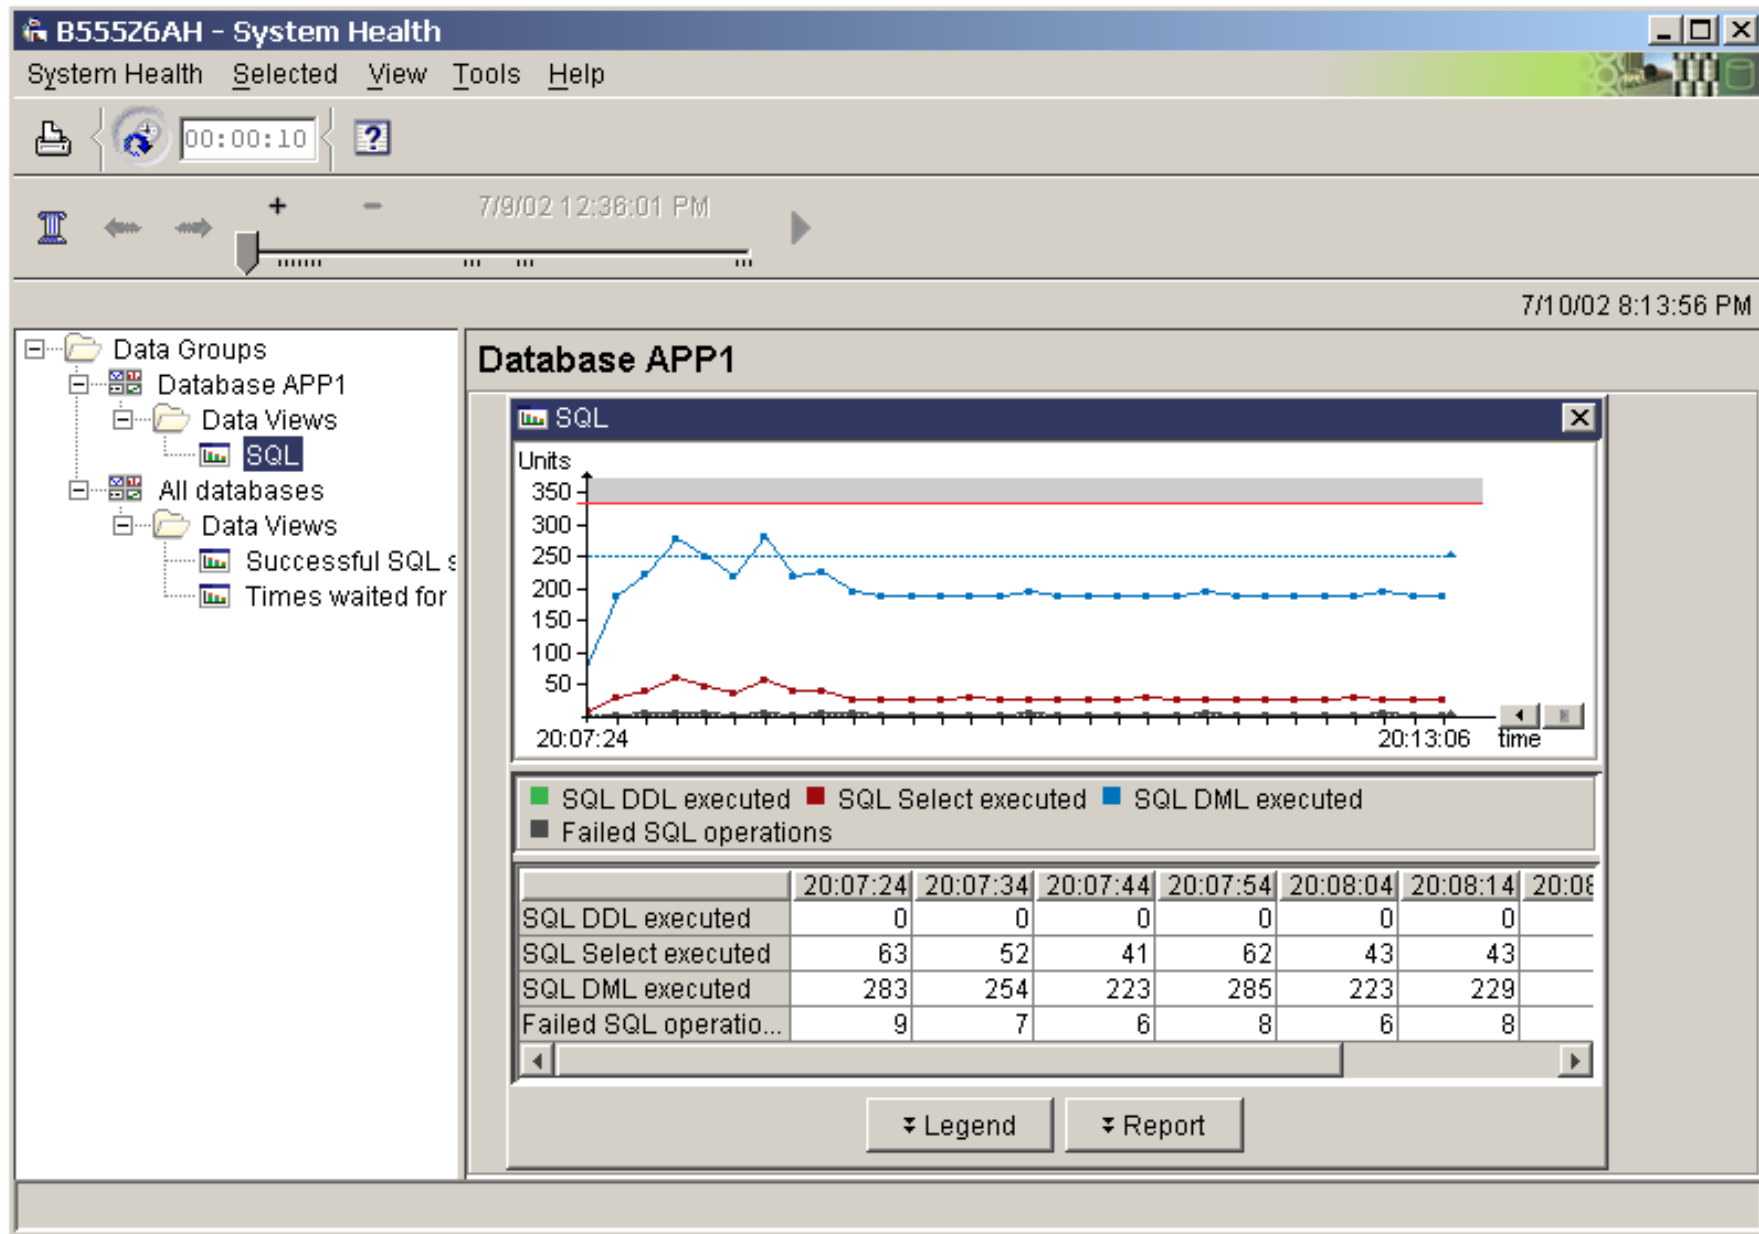 B555Z6AH - System Health
System Health Selected View Tools Help
00:00:10
+ - 7/9/02 12:36:01 PM
7/10/02 8:13:56 PM
Data Groups
Database APP1
Data Views
SQL
All databases
Data Views
Successful SQL s
Times waited for
Database APP1
SQL
Units
350
300
250
200
150
100
50
20:07:24 20:13:06 time
SQL DDL executed SQL Select executed SQL DML executed
Failed SQL operations
20:07:24 20:07:34 20:07:44 20:07:54 20:08:04 20:08:14 20:08
SQL DDL executed 0 0 0 0 0 0
SQL Select executed 63 52 41 62 43 43
SQL DML executed 283 254 223 285 223 229
Failed SQL operatio... 9 7 6 8 6 8
Legend Report